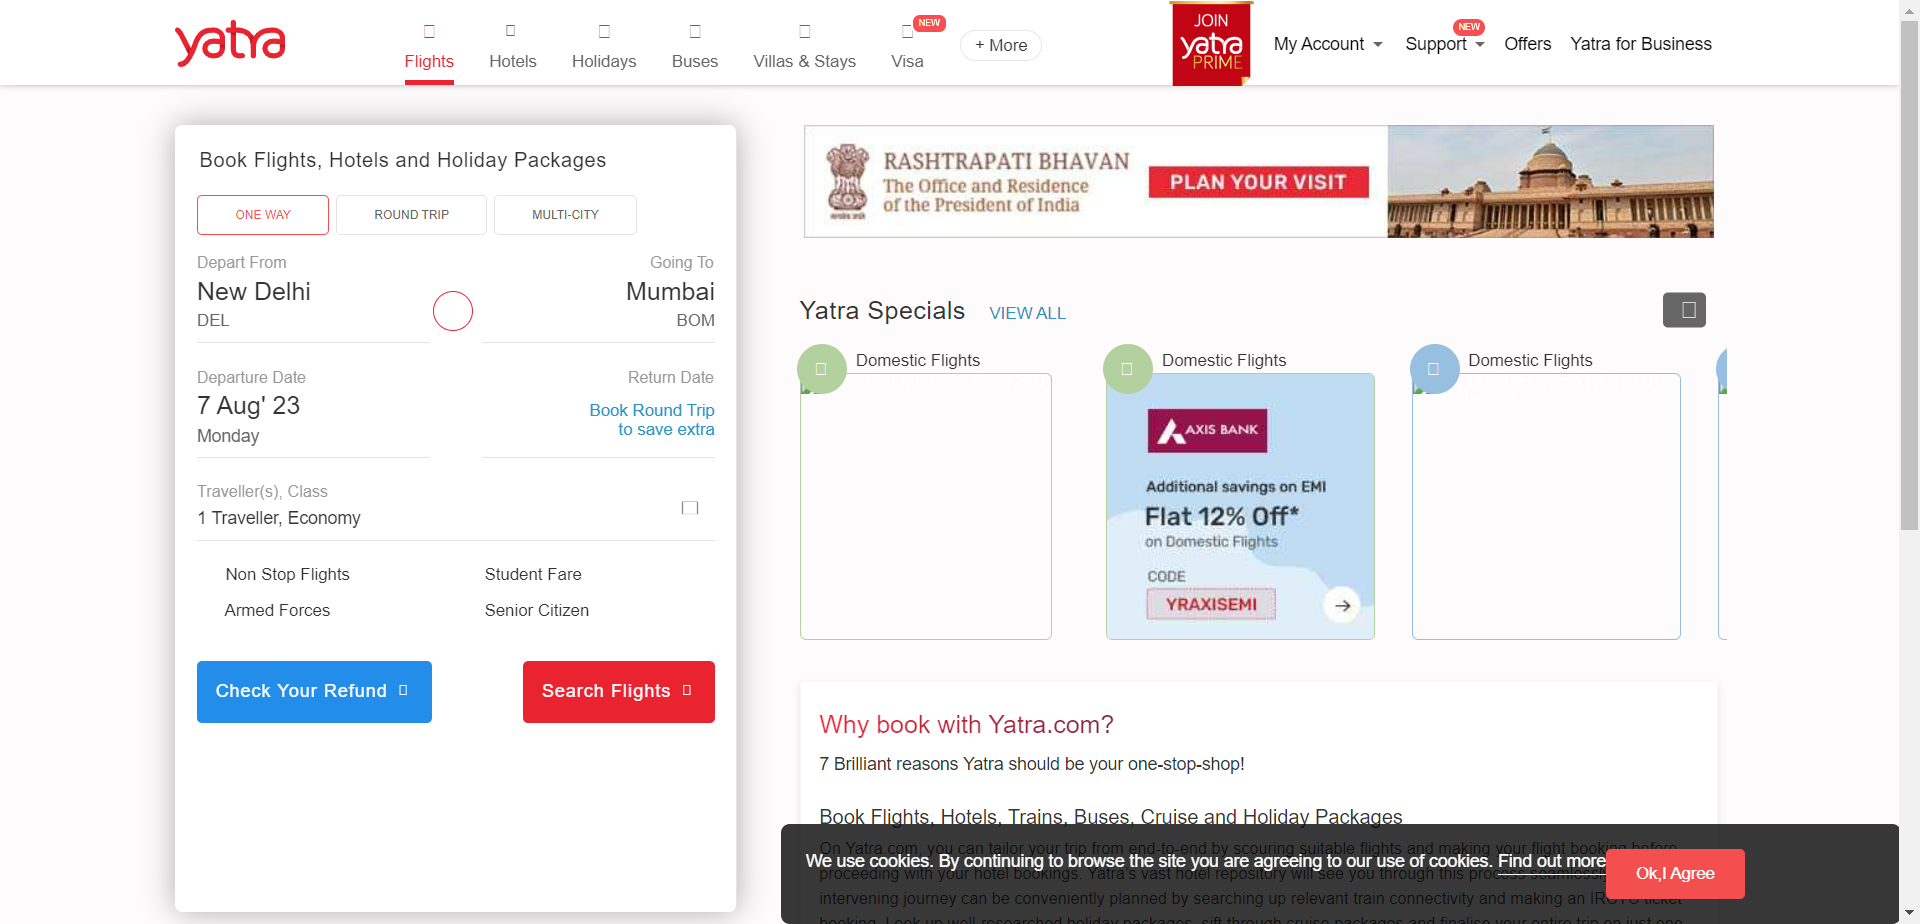 yatra
Flights
Hotels
Holidays
Buses
Villas & Stays
Visa
NEW
+ More
JOIN
yatra
PRIME
My Account
Support
NEW
Offers
Yatra for Business
Book Flights, Hotels and Holiday Packages
ONE WAY
ROUND TRIP
MULTI-CITY
Depart From
New Delhi
DEL
Going To
Mumbai
BOM
Departure Date
7 Aug' 23
Monday
Return Date
Book Round Trip
to save extra
Traveller(s), Class
1 Traveller, Economy
Non Stop Flights
Student Fare
Armed Forces
Senior Citizen
Check Your Refund
Search Flights
RASHTRAPATI BHAVAN
The Office and Residence
of the President of India
PLAN YOUR VISIT
Yatra Specials
VIEW ALL
Domestic Flights
Domestic Flights
AXIS BANK
Additional savings on EMI
Flat 12% Off*
on Domestic Flights
CODE
YRAXISEMI
Domestic Flights
Why book with Yatra.com?
7 Brilliant reasons Yatra should be your one-stop-shop!
Book Flights, Hotels, Trains, Buses, Cruise and Holiday Packages
On Yatra.com, you can tailor your trip from end-to-end by scouring suitable flights and making your flight booking before
proceeding with your hotel bookings. Yatra's vast hotel repository will see you through this process seamlessly
intervening journey can be conveniently planned by searching up relevant train connectivity and making an IRCTC ticket
booking. Look up well-researched holiday packages, sift through cruise packages and finalise your entire trip on just one
We use cookies. By continuing to browse the site you are agreeing to our use of cookies. Find out more
Ok,I Agree